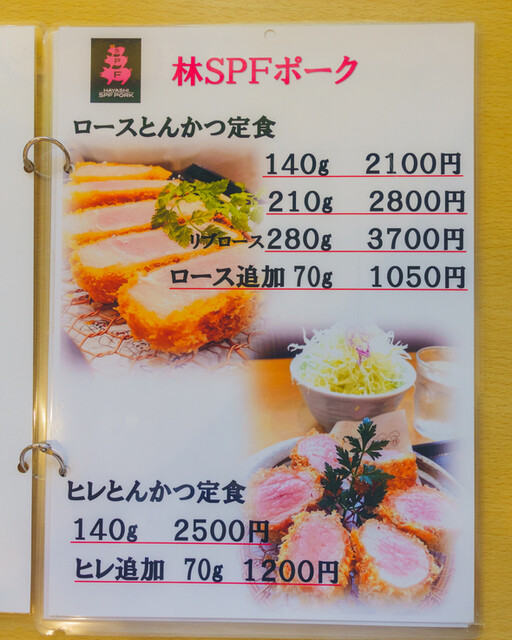 HAYASHI
SPF PORK
林SPFポーク
ロースとんかつ定食
140g 2100円
210g 2800円
リブロース280g 3700円
ロース追加 70g 1050円
ヒレとんかつ定食
140g 2500円
ヒレ追加 70g 1200円